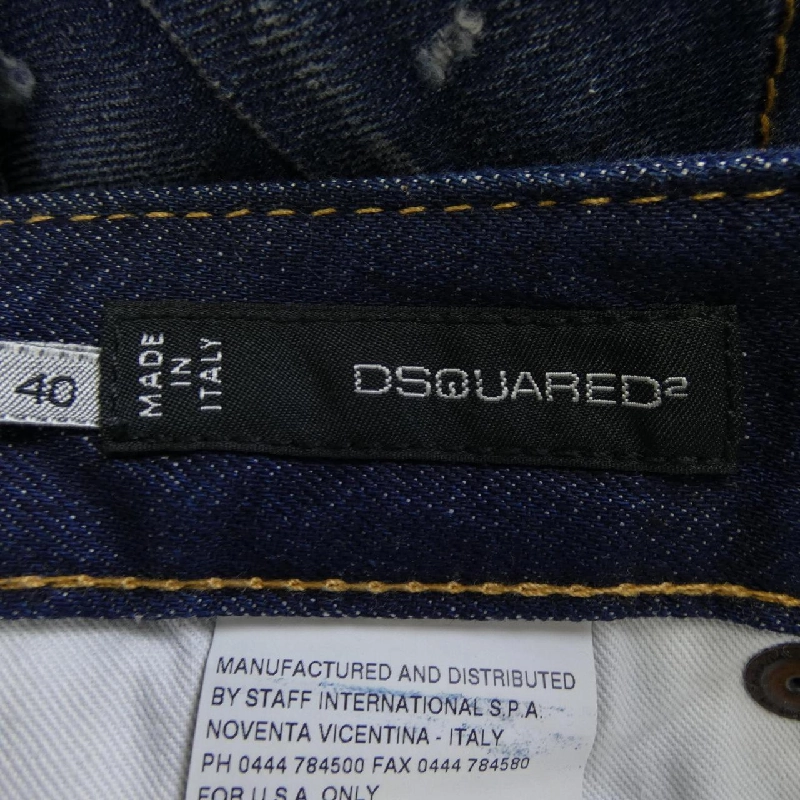 40
MADE
IN
ITALY
DSQUARED2
MANUFACTURED AND DISTRIBUTED
BY STAFF INTERNATIONAL S.P.A.
NOVENTA VICENTINA - ITALY
PH 0444 784500 FAX 0444 784580
FOR U.S.A. ONLY